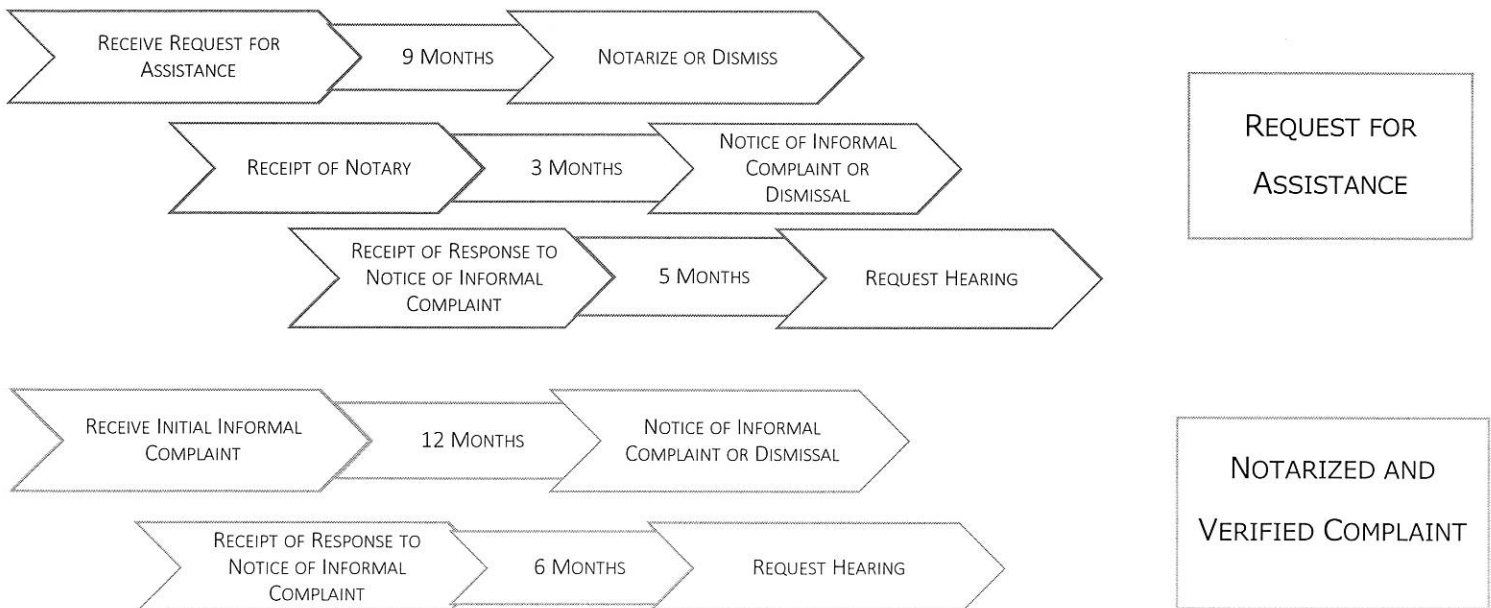 RECEIVE REQUEST FOR
ASSISTANCE
9 MONTHS
NOTARIZE OR DISMISS
RECEIPT OF NOTARY
3 MONTHS
NOTICE OF INFORMAL
COMPLAINT OR
DISMISSAL
RECEIPT OF RESPONSE TO
NOTICE OF INFORMAL
COMPLAINT
5 MONTHS
REQUEST HEARING
REQUEST FOR
ASSISTANCE
RECEIVE INITIAL INFORMAL
COMPLAINT
12 MONTHS
NOTICE OF INFORMAL
COMPLAINT OR DISMISSAL
RECEIPT OF RESPONSE TO
NOTICE OF INFORMAL
COMPLAINT
6 MONTHS
REQUEST HEARING
NOTARIZED AND
VERIFIED COMPLAINT